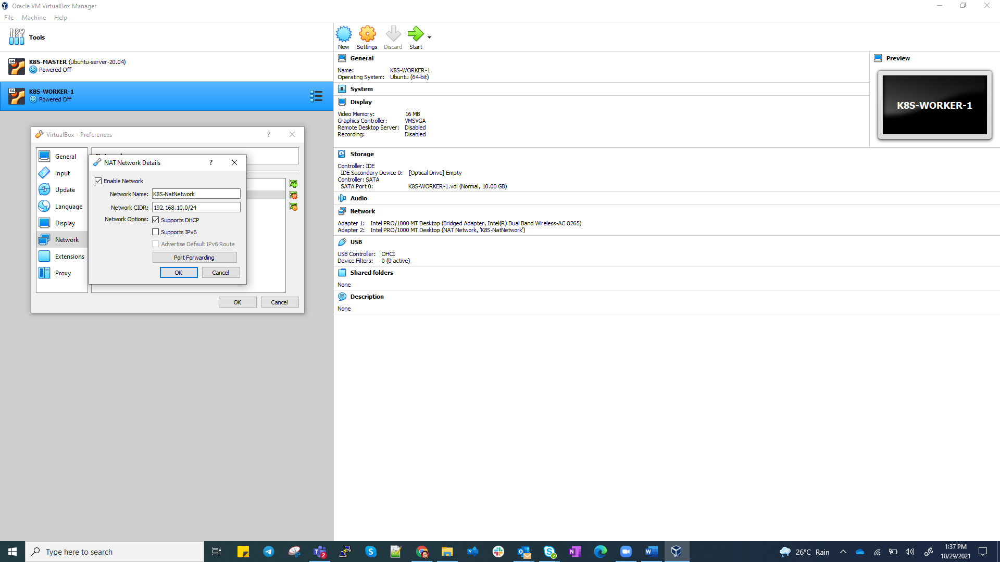 Oracle VM VirtualBox Manager
File Machine Help
Tools
64 K8S-MASTER (Ubuntu-server-20.04)
Powered Off
64 K8S-WORKER-1
Powered Off
VirtualBox - Preferences ?
General
Input
Update
Language
Display
Network
Extensions
Proxy
OK Cancel
NAT Network Details ?
Enable Network
Network Name: K8S-NatNetwork
Network CIDR: 192.168.10.0/24
Network Options: Supports DHCP
Supports IPv6
Advertise Default IPv6 Route
Port Forwarding
OK Cancel
New Settings Discard Start
General
Name: K8S-WORKER-1
Operating System: Ubuntu (64-bit)
System
Display
Video Memory: 16 MB
Graphics Controller: VMSVGA
Remote Desktop Server: Disabled
Recording: Disabled
Preview
K8S-WORKER-1
Storage
Controller: IDE
IDE Secondary Device 0: [Optical Drive] Empty
Controller: SATA
SATA Port 0: K8S-WORKER-1.vdi (Normal, 10.00 GB)
Audio
Network
Adapter 1: Intel PRO/1000 MT Desktop (Bridged Adapter, Intel(R) Dual Band Wireless-AC 8265)
Adapter 2: Intel PRO/1000 MT Desktop (NAT Network, 'K8S-NatNetwork')
USB
USB Controller: OHCI
Device Filters: 0 (0 active)
Shared folders
None
Description
None
Type here to search
2
26°C Rain
1:37 PM
10/29/2021